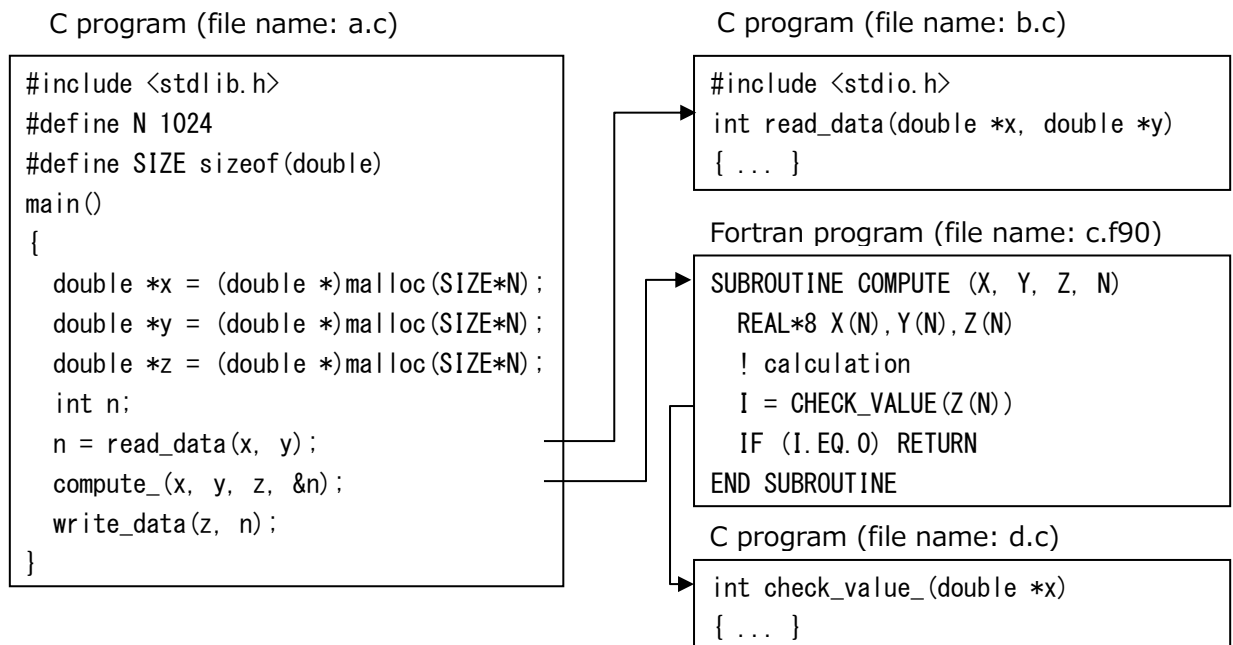 C program (file name: a.c)
#include <stdlib.h>
#define N 1024
#define SIZE sizeof(double)
main()
{
  double *x = (double *)malloc(SIZE*N);
  double *y = (double *)malloc(SIZE*N);
  double *z = (double *)malloc(SIZE*N);
  int n;
  n = read_data(x, y);
  compute_(x, y, z, &n);
  write_data(z, n);
}
C program (file name: b.c)
#include <stdio.h>
int read_data(double *x, double *y)
{ ... }
Fortran program (file name: c.f90)
SUBROUTINE COMPUTE (X, Y, Z, N)
  REAL*8 X(N),Y(N),Z(N)
  ! calculation
  I = CHECK_VALUE(Z(N))
  IF (I.EQ.0) RETURN
END SUBROUTINE
C program (file name: d.c)
int check_value_(double *x)
{ ... }